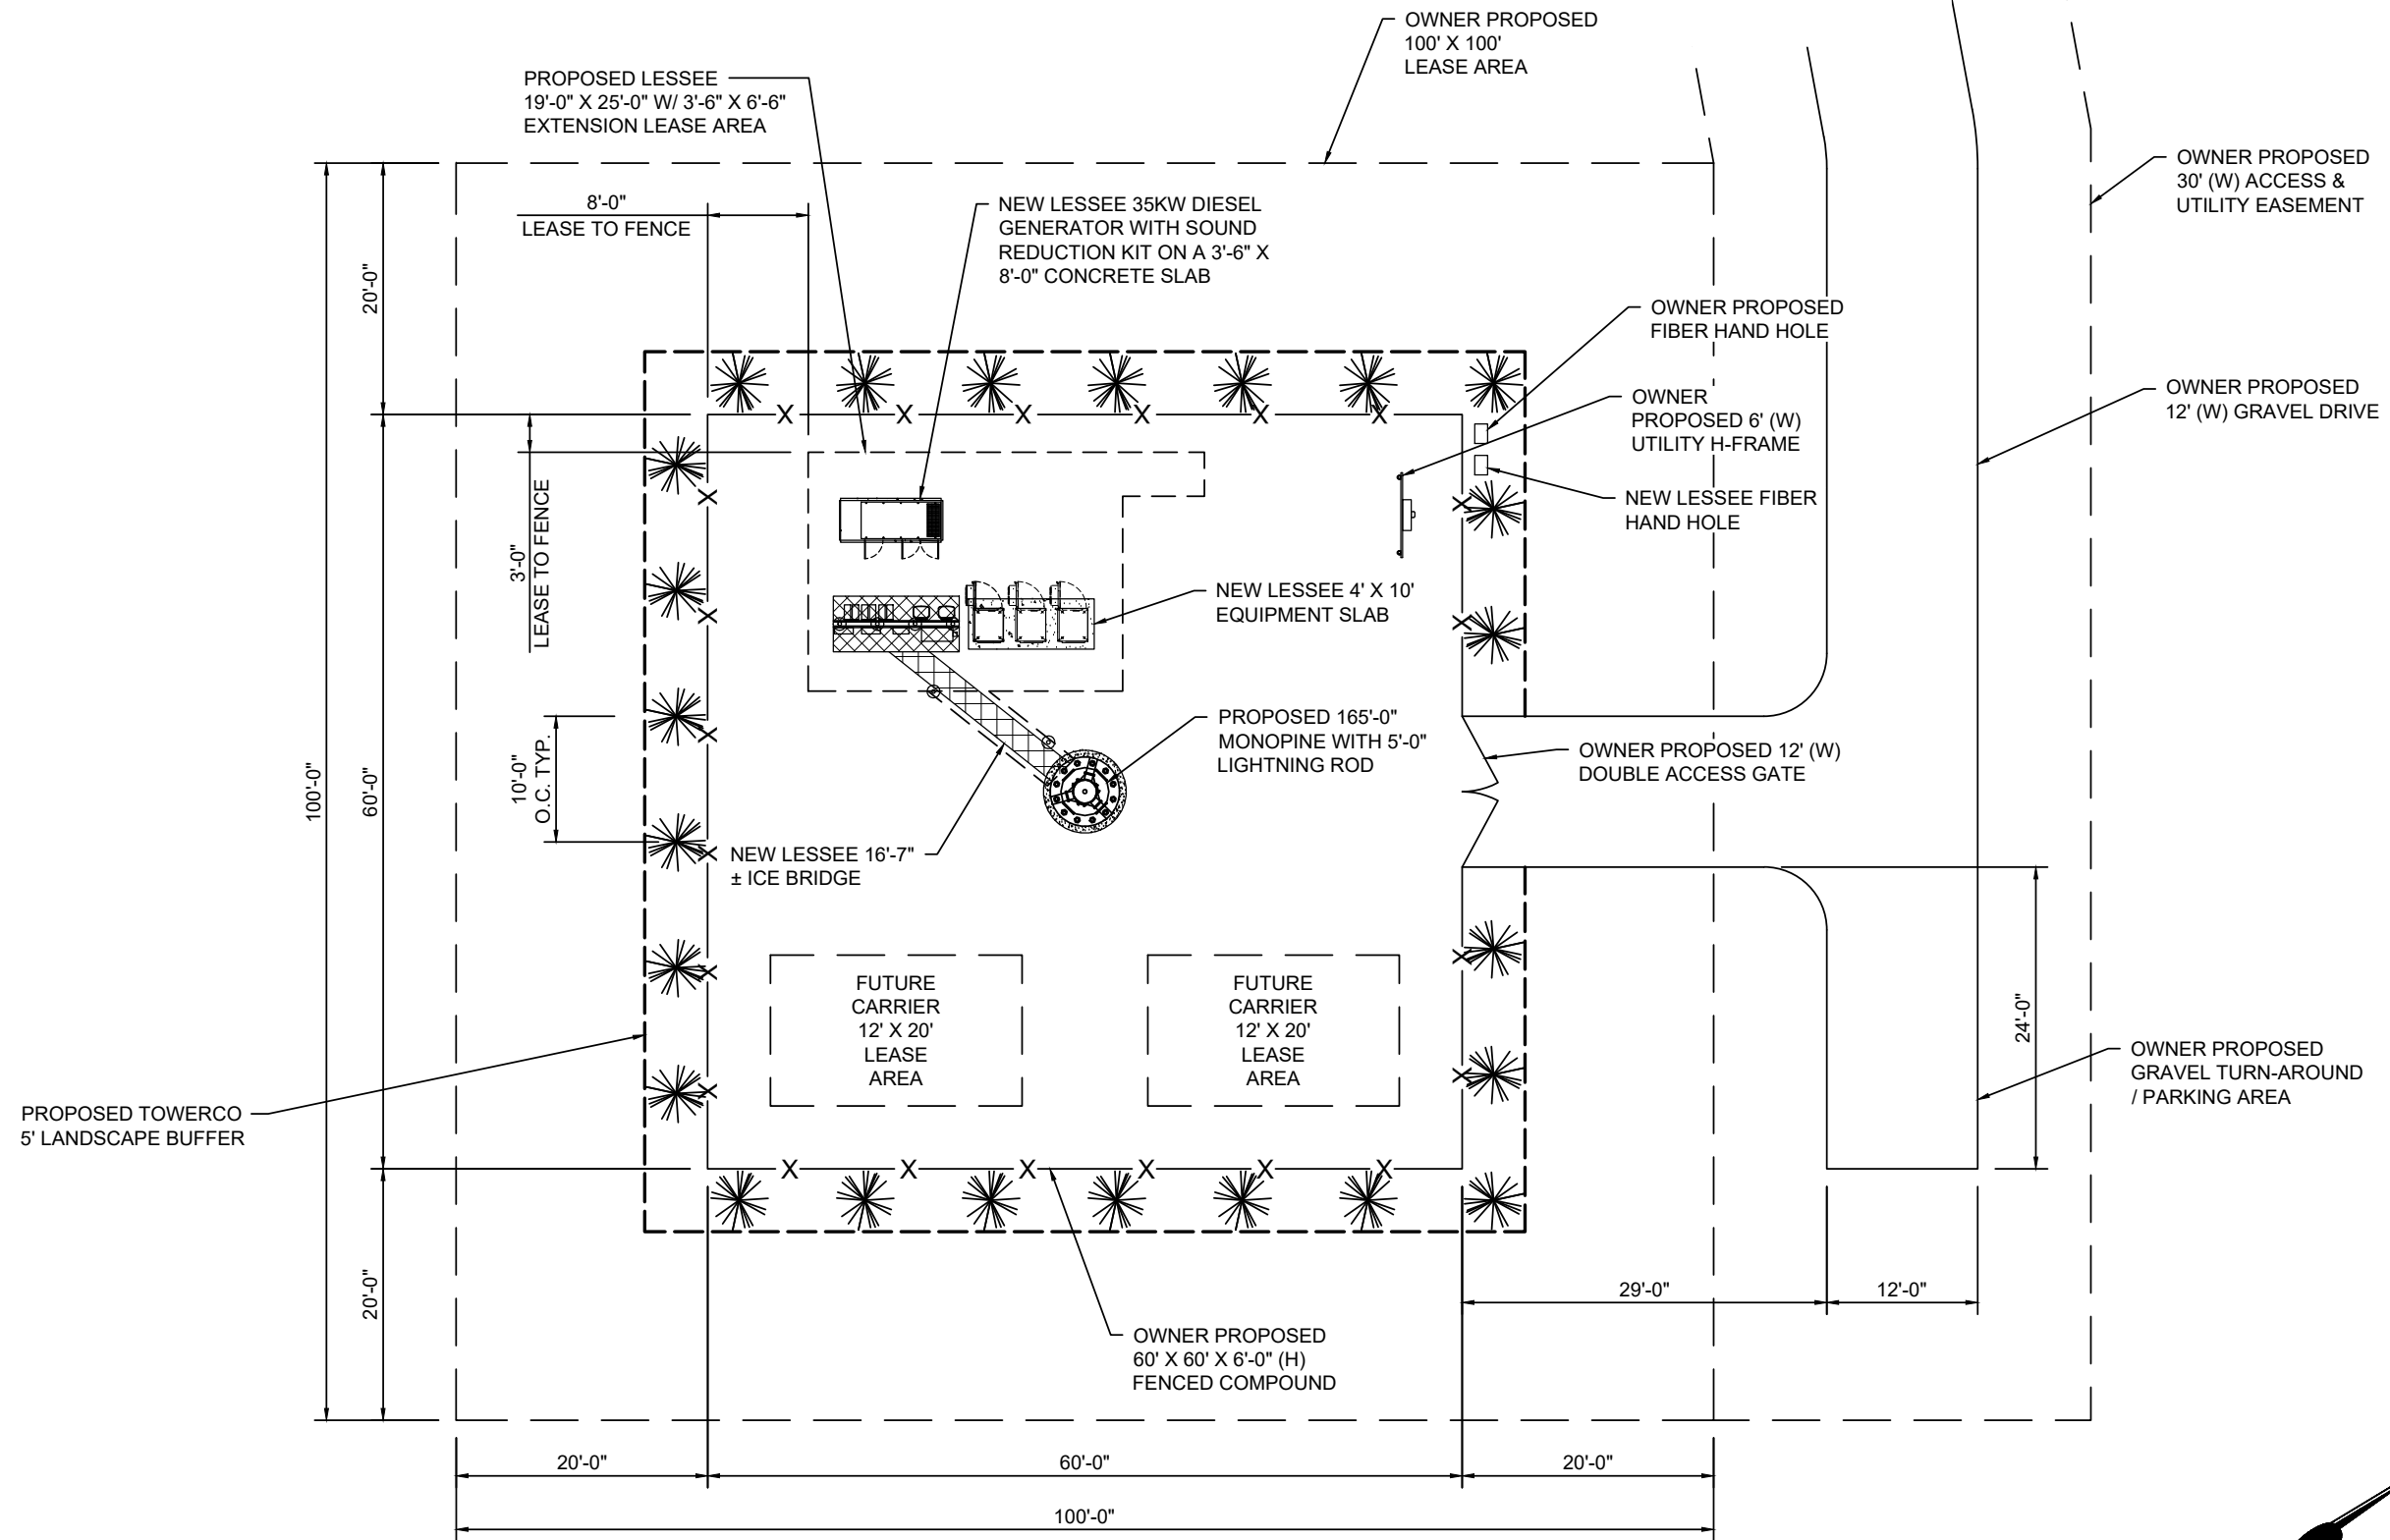 OWNER PROPOSED
100' X 100'
LEASE AREA
PROPOSED LESSEE
19'-0" X 25'-0" W/ 3'-6" X 6'-6"
EXTENSION LEASE AREA
OWNER PROPOSED
30' (W) ACCESS &
UTILITY EASEMENT
8'-0"
LEASE TO FENCE
NEW LESSEE 35KW DIESEL
GENERATOR WITH SOUND
REDUCTION KIT ON A 3'-6" X
8'-0" CONCRETE SLAB
20'-0"
OWNER PROPOSED
FIBER HAND HOLE
OWNER
PROPOSED 6' (W)
UTILITY H-FRAME
OWNER PROPOSED
12' (W) GRAVEL DRIVE
NEW LESSEE FIBER
HAND HOLE
3'-0"
LEASE TO FENCE
NEW LESSEE 4' X 10'
EQUIPMENT SLAB
PROPOSED 165'-0"
MONOPINE WITH 5'-0"
LIGHTNING ROD
OWNER PROPOSED 12' (W)
DOUBLE ACCESS GATE
100'-0"
60'-0"
10'-0"
O.C. TYP.
NEW LESSEE 16'-7"
± ICE BRIDGE
FUTURE
CARRIER
12' X 20'
LEASE
AREA
FUTURE
CARRIER
12' X 20'
LEASE
AREA
24'-0"
OWNER PROPOSED
GRAVEL TURN-AROUND
/ PARKING AREA
PROPOSED TOWERCO
5' LANDSCAPE BUFFER
20'-0"
29'-0"
12'-0"
OWNER PROPOSED
60' X 60' X 6'-0" (H)
FENCED COMPOUND
20'-0"
60'-0"
20'-0"
100'-0"